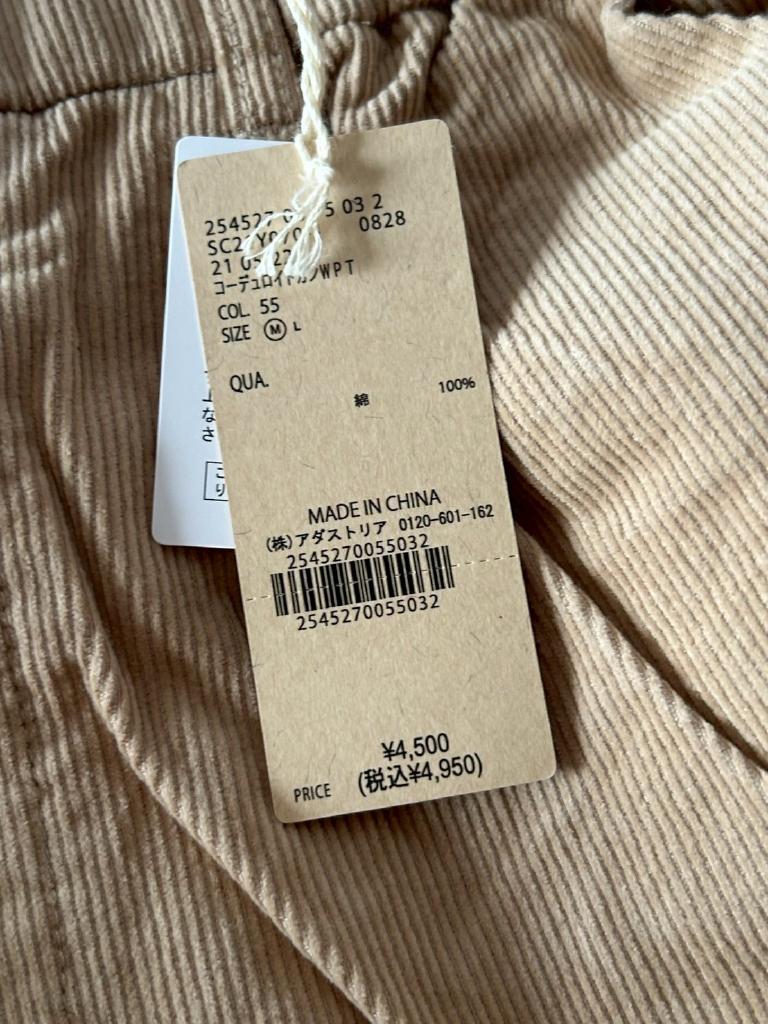 254527 5 03 2
0828
コーデュロイ WPT
COL. 55
SIZE M L
QUA.
綿 100%
MADE IN CHINA
(株)アダストリア 0120-601-162
2545270055032
2545270055032
¥4,500
PRICE (税込¥4,950)
な
さ